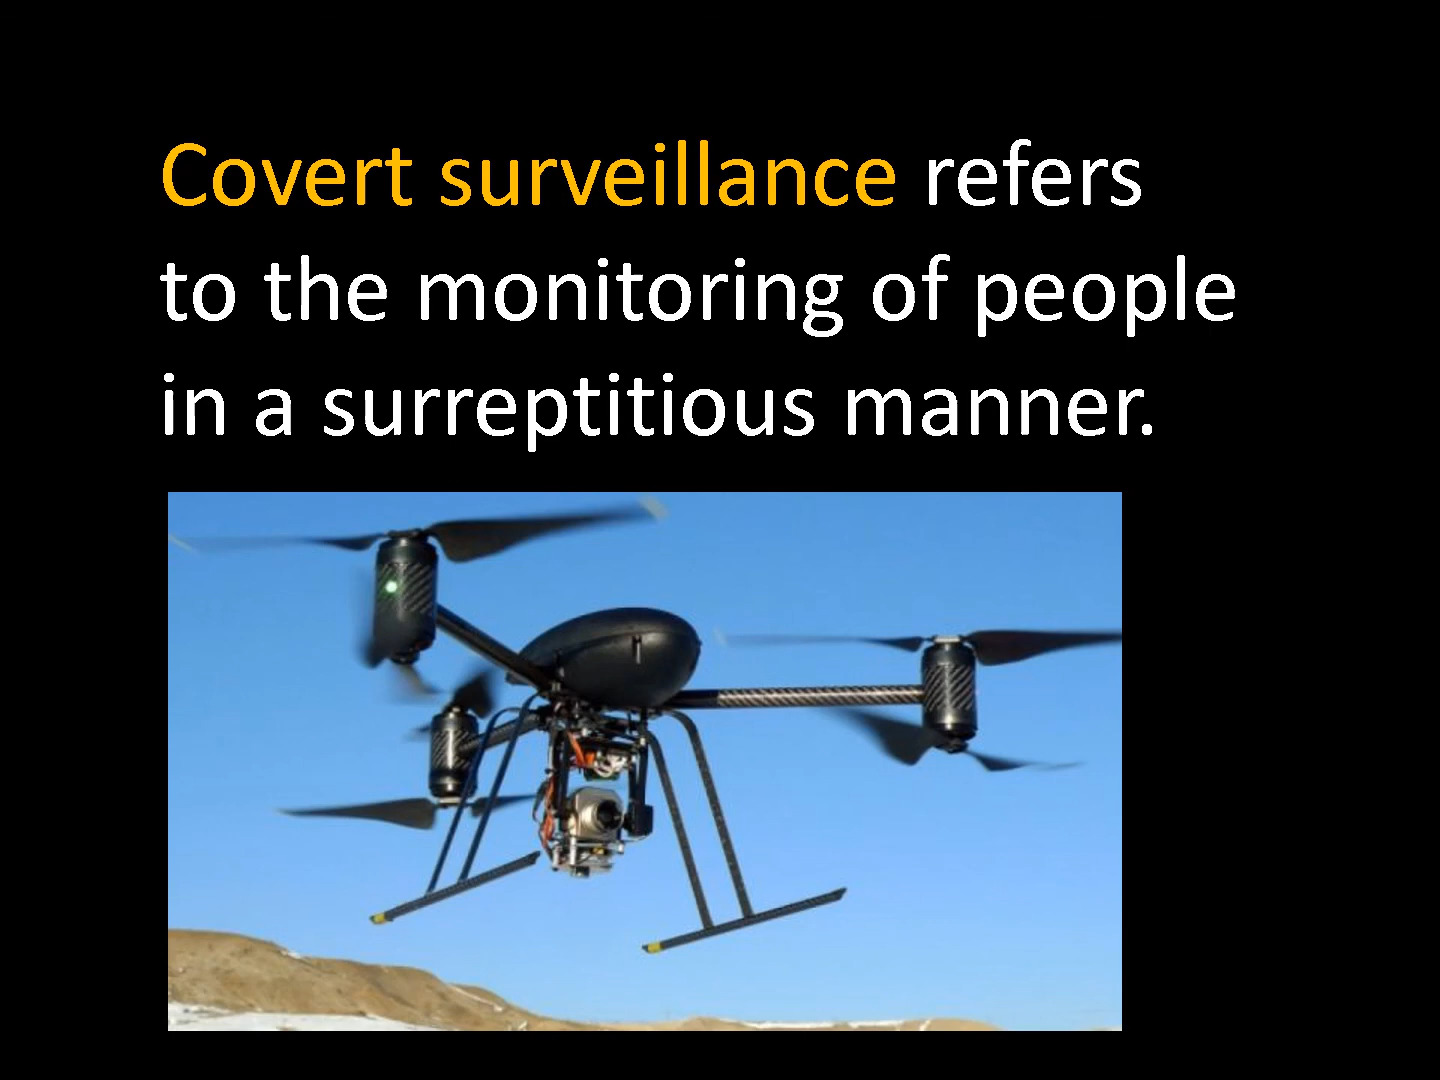 Covert surveillance refers
to the monitoring of people
in a surreptitious manner.